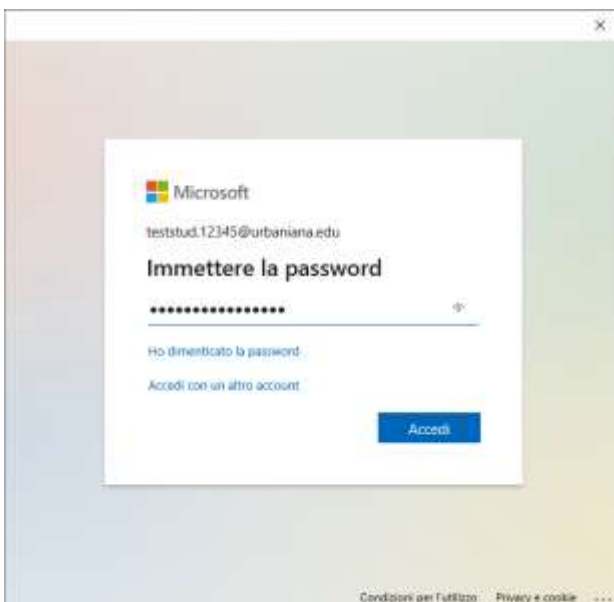 Microsoft
teststud.12345@urbaniana.edu
Immettere la password
••••••••••••••••
Ho dimenticato la password
Accedi con un altro account
Accedi
Condizioni per l'utilizzo Privacy e cookie ...